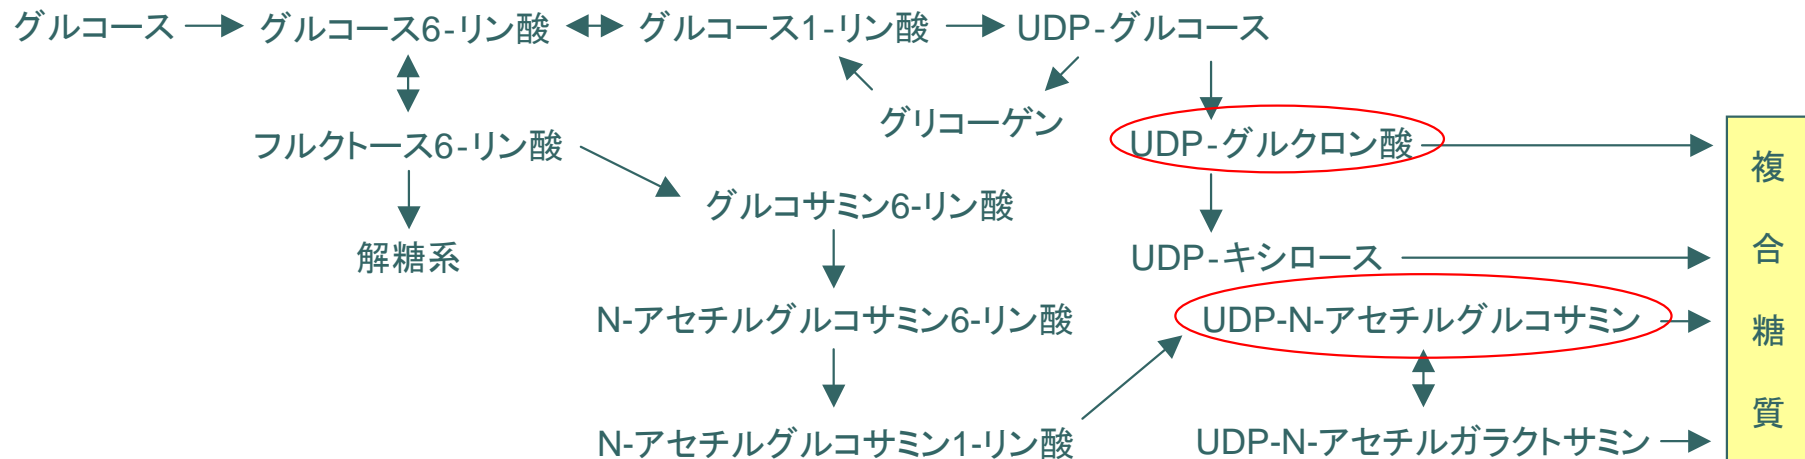 グルコース
グルコース6-リン酸
グルコース1-リン酸
UDP-グルコース
グリコーゲン
フルクトース6-リン酸
UDP-グルクロン酸
複合糖質
グルコサミン6-リン酸
解糖系
UDP-キシロース
N-アセチルグルコサミン6-リン酸
UDP-N-アセチルグルコサミン
N-アセチルグルコサミン1-リン酸
UDP-N-アセチルガラクトサミン